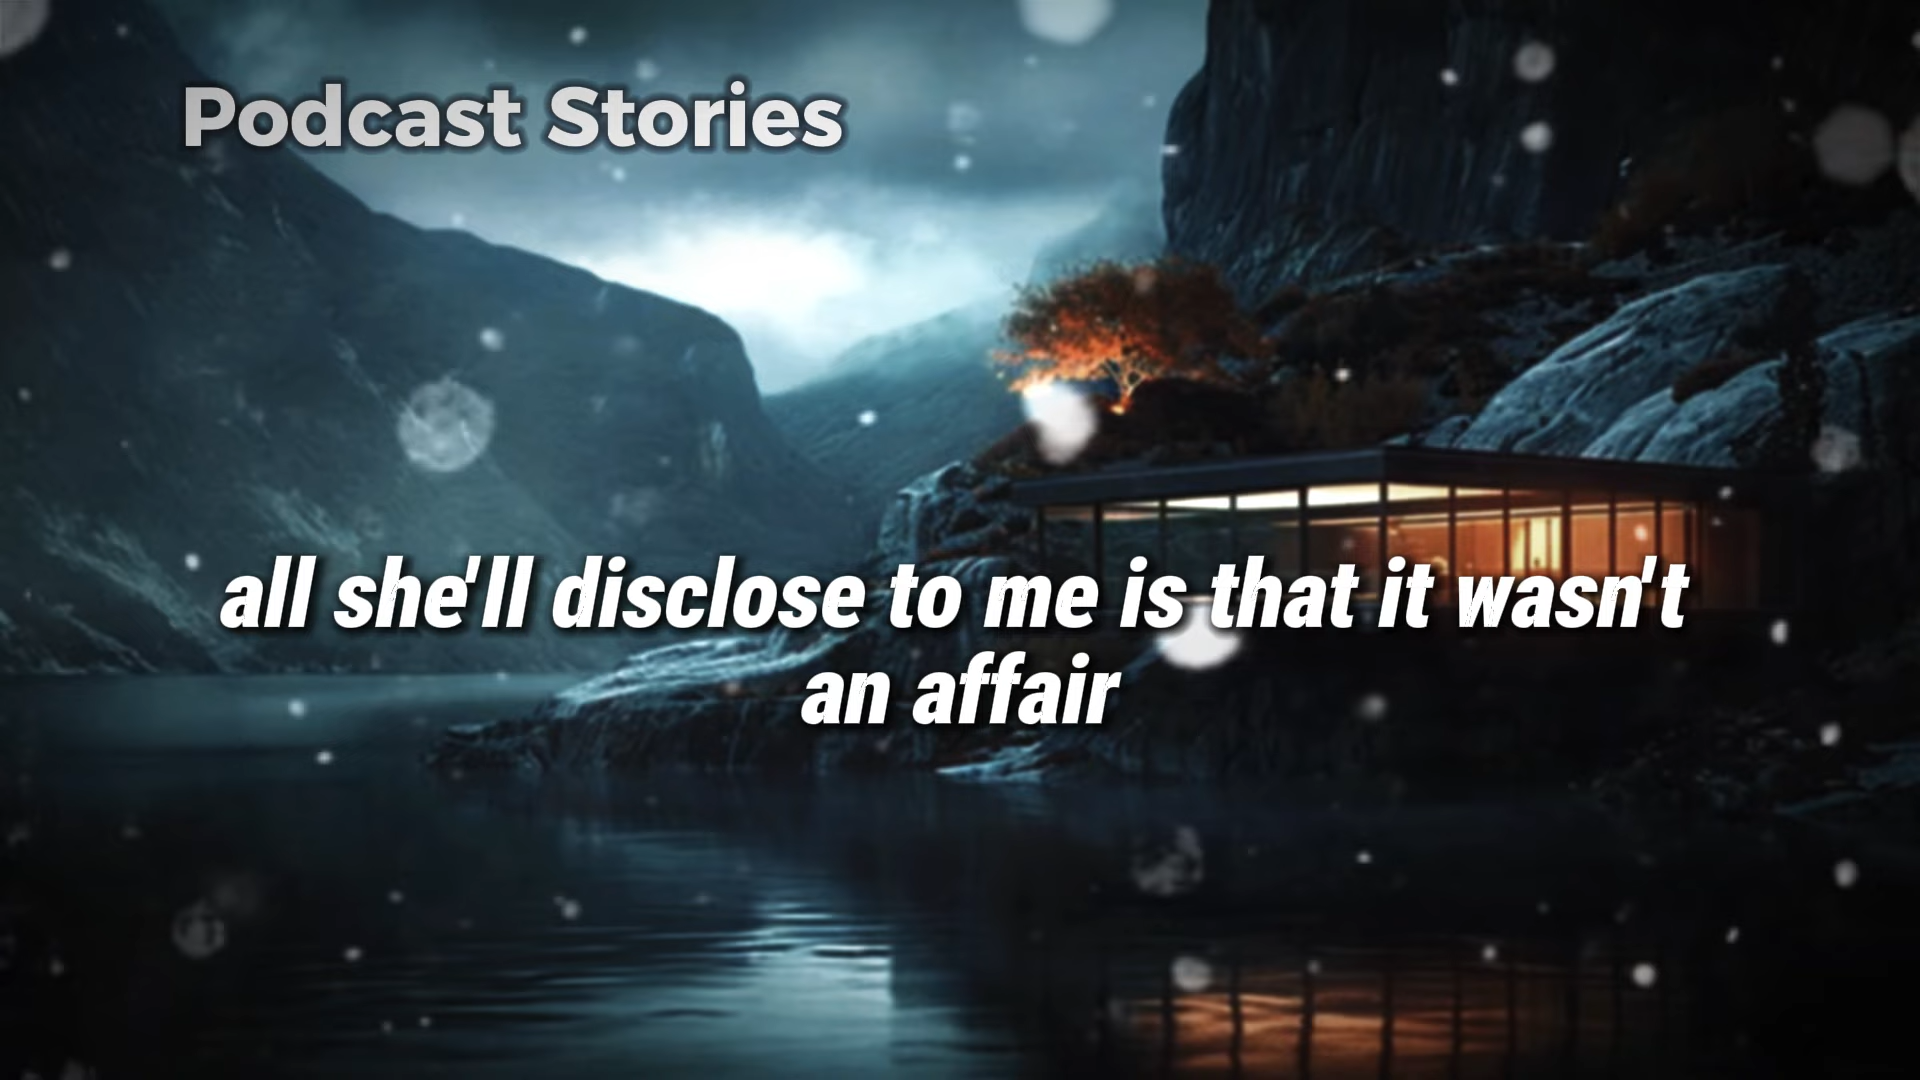 Podcast Stories
all she'll disclose to me is that it wasn't
an affair